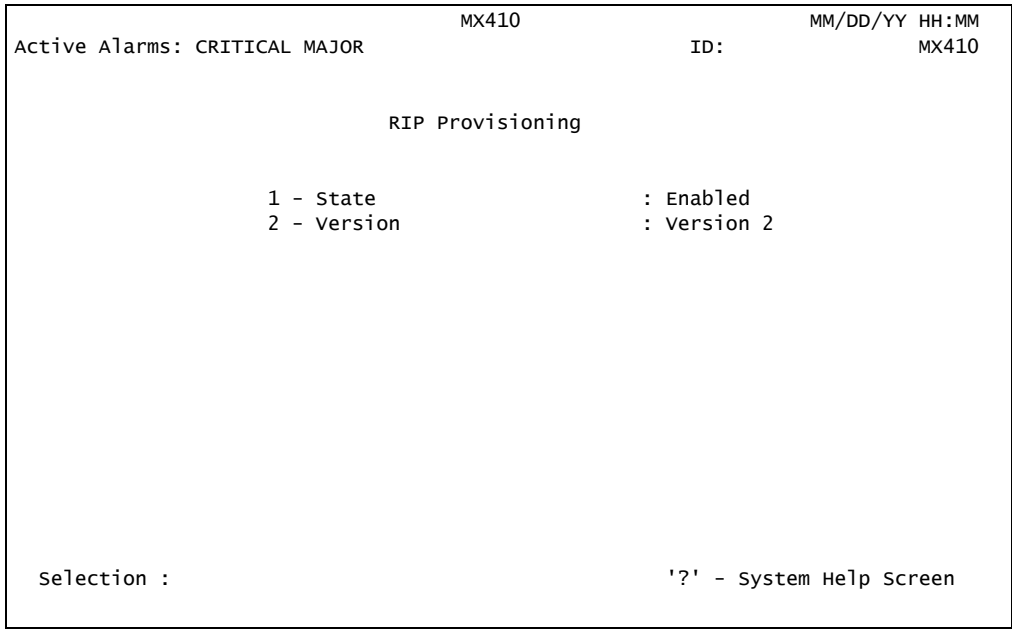 MX410 MM/DD/YY HH:MM
Active Alarms: CRITICAL MAJOR ID: MX410
RIP Provisioning
1 – State : Enabled
2 – Version : Version 2
Selection : '?' – System Help Screen